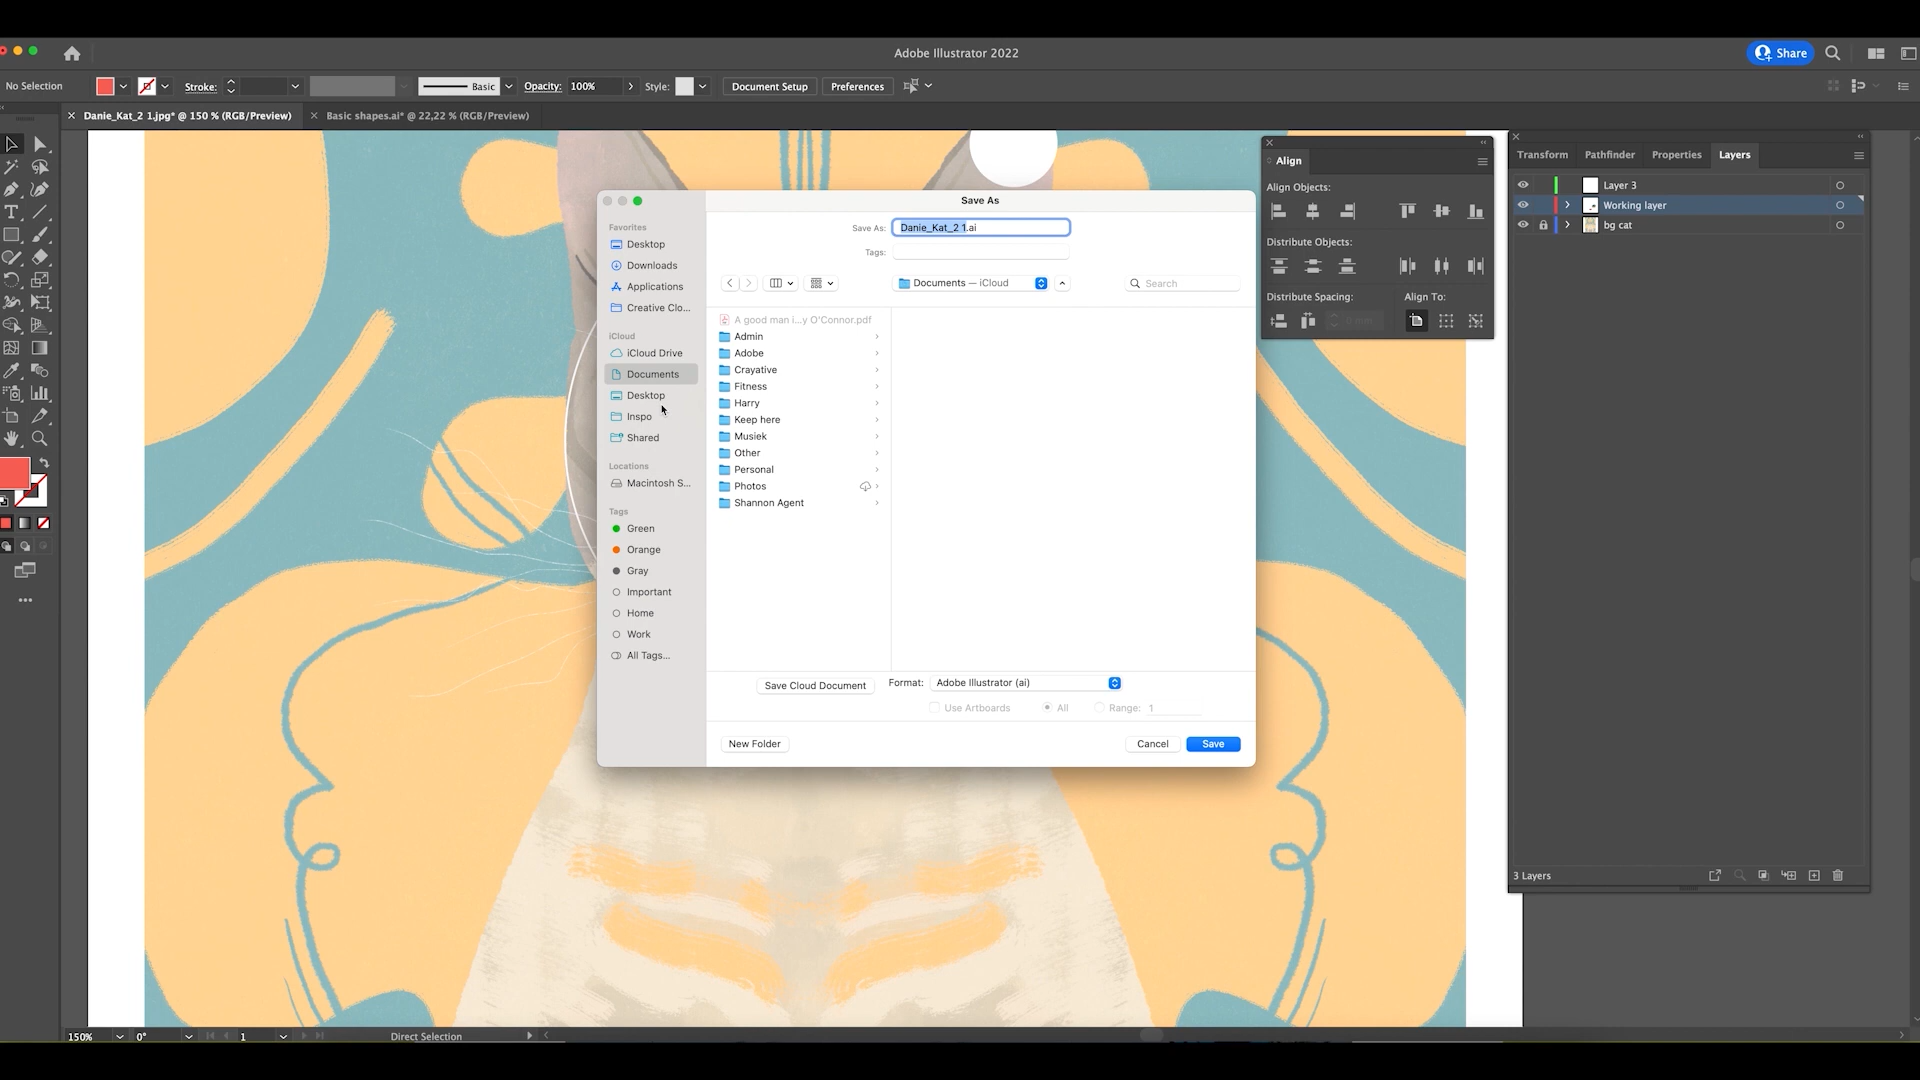 Adobe Illustrator 2022
Share
No Selection
Stroke:
Basic
Opacity: 100%
Style:
Document Setup
Preferences
Danie_Kat_2 1.jpg* @ 150 % (RGB/Preview)
Basic shapes.ai* @ 22,22 % (RGB/Preview)
Align
Align Objects:
Distribute Objects:
Distribute Spacing:
Align To:
Transform
Pathfinder
Properties
Layers
Layer 3
Working layer
bg cat
3 Layers
Save As
Save As: Danie_Kat_2 1.ai
Tags:
Documents — iCloud
Search
Favorites
Desktop
Downloads
Applications
Creative Clo...
iCloud
iCloud Drive
Documents
Desktop
Inspo
Shared
Locations
Macintosh S...
Tags
Green
Orange
Gray
Important
Home
Work
All Tags...
A good man i...y O'Connor.pdf
Admin
Adobe
Crayative
Fitness
Harry
Keep here
Musiek
Other
Personal
Photos
Shannon Agent
Save Cloud Document
Format: Adobe Illustrator (ai)
Use Artboards
All
Range: 1
New Folder
Cancel
Save
150%
0°
1
Direct Selection